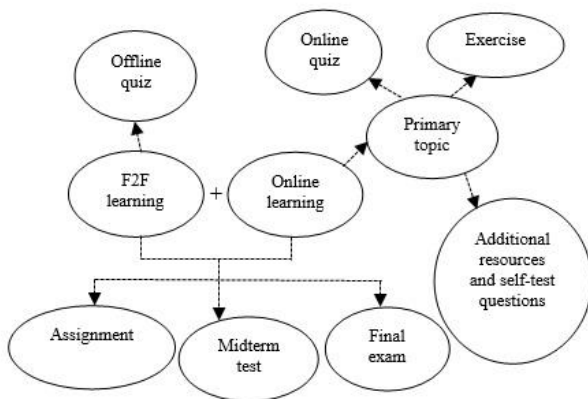 Offline
quiz
Online
quiz
Exercise
Primary
topic
F2F
learning
+
Online
learning
Additional
resources
and self-test
questions
Assignment
Midterm
test
Final
exam